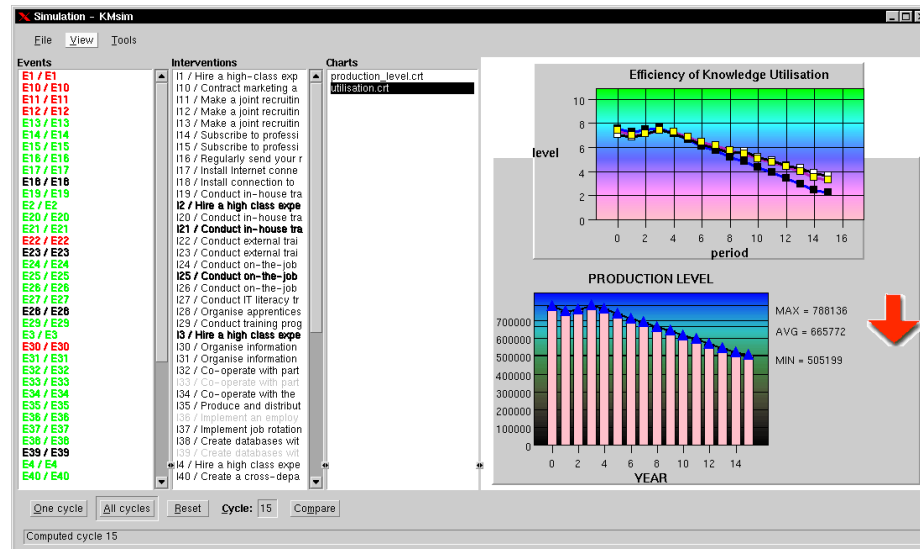 Simulation - KMsim
File View Tools
Events
E1 / E1
E10 / E10
E11 / E11
E12 / E12
E13 / E13
E14 / E14
E15 / E15
E16 / E16
E17 / E17
E18 / E18
E19 / E19
E2 / E2
E20 / E20
E21 / E21
E22 / E22
E23 / E23
E24 / E24
E25 / E25
E26 / E26
E27 / E27
E28 / E28
E29 / E29
E3 / E3
E30 / E30
E31 / E31
E32 / E32
E33 / E33
E34 / E34
E35 / E35
E36 / E36
E37 / E37
E38 / E38
E39 / E39
E4 / E4
E40 / E40
Interventions
I1 / Hire a high-class exp
I10 / Contract marketing a
I11 / Make a joint recruitin
I12 / Make a joint recruitin
I13 / Make a joint recruitin
I14 / Subscribe to professi
I15 / Subscribe to professi
I16 / Regularly send your r
I17 / Install Internet conne
I18 / Install connection to
I19 / Conduct in-house tra
I2 / Hire a high class expe
I20 / Conduct in-house tra
I21 / Conduct in-house tra
I22 / Conduct external trai
I23 / Conduct external trai
I24 / Conduct on-the-job
I25 / Conduct on-the-job
I26 / Conduct on-the-job
I27 / Conduct IT literacy tr
I28 / Organise apprentices
I29 / Conduct training prog
I3 / Hire a high class expe
I30 / Organise information
I31 / Organise information
I32 / Co-operate with part
I33 / Co-operate with part
I34 / Co-operate with the
I35 / Produce and distribut
I36 / Implement an employ
I37 / Implement job rotation
I38 / Create databases wit
I39 / Create databases wit
I4 / Hire a high class expe
I40 / Create a cross-depa
Charts
production_level.crt
utilisation.crt
Efficiency of Knowledge Utilisation
10
8
6
4
2
0
level
0 2 4 6 8 10 12 14 16
period
PRODUCTION LEVEL
700000
600000
500000
400000
300000
200000
100000
0
0 2 4 6 8 10 12 14
YEAR
MAX = 788136
AVG = 665772
MIN = 505199
One cycle All cycles Reset Cycle: 15 Compare
Computed cycle 15